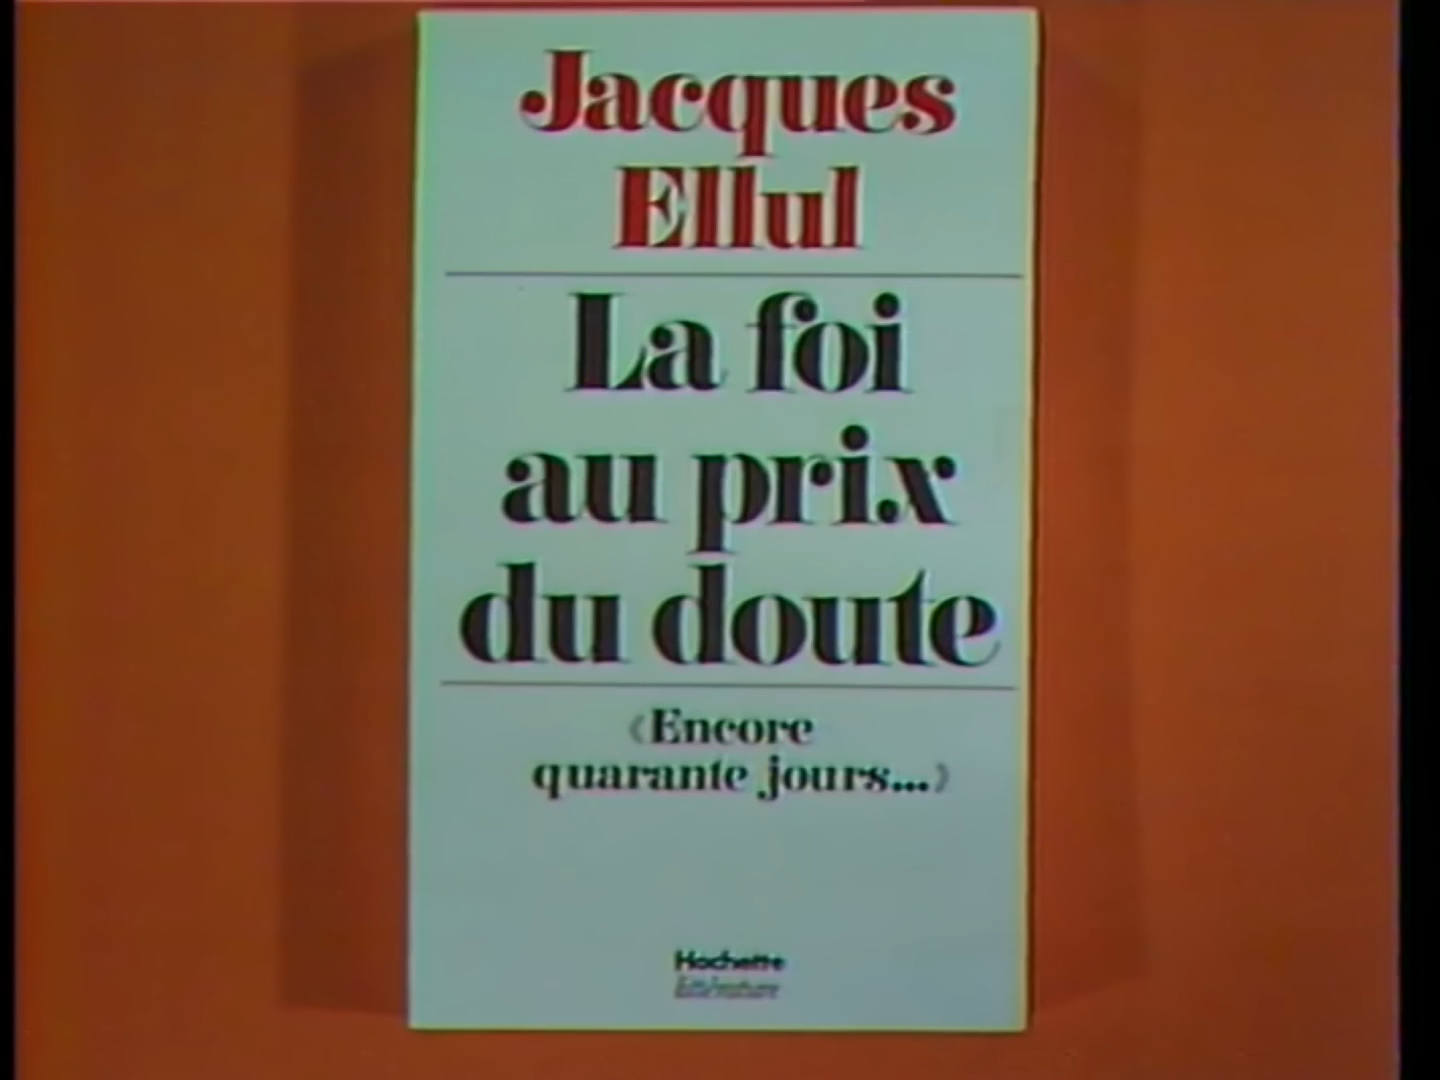 Jacques
Ellul
La foi
au prix
du doute
‹Encore
quarante jours...›
Hachette